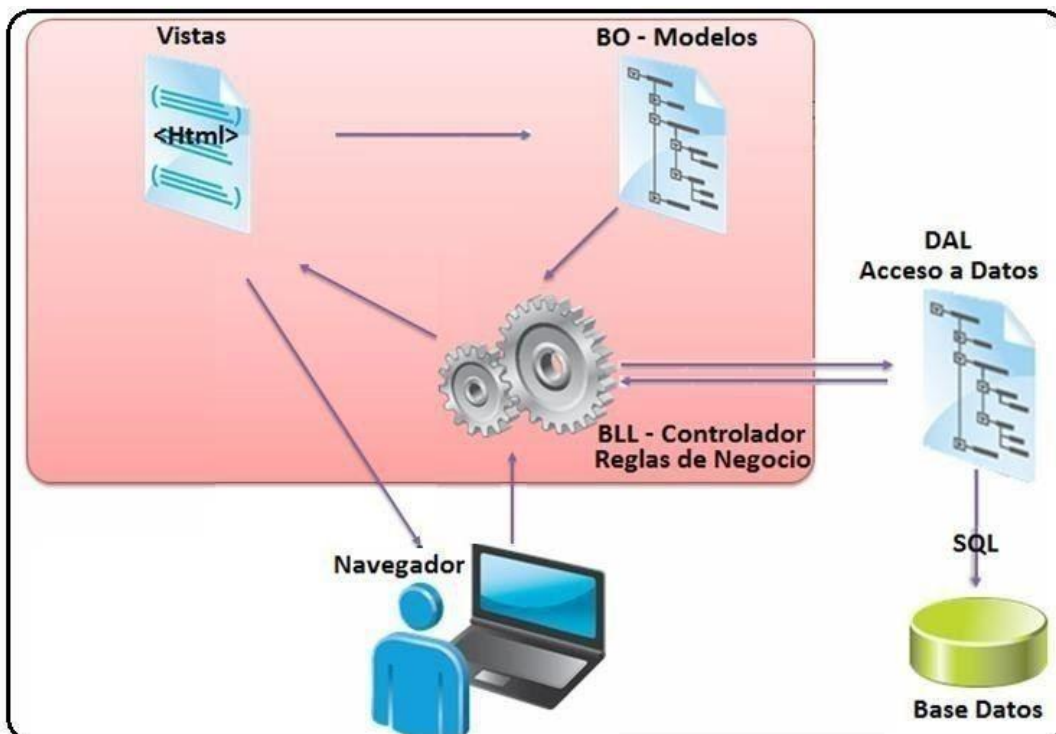 Vistas
BO - Modelos
<Html>
DAL
Acceso a Datos
BLL - Controlador
Reglas de Negocio
SQL
Navegador
Base Datos